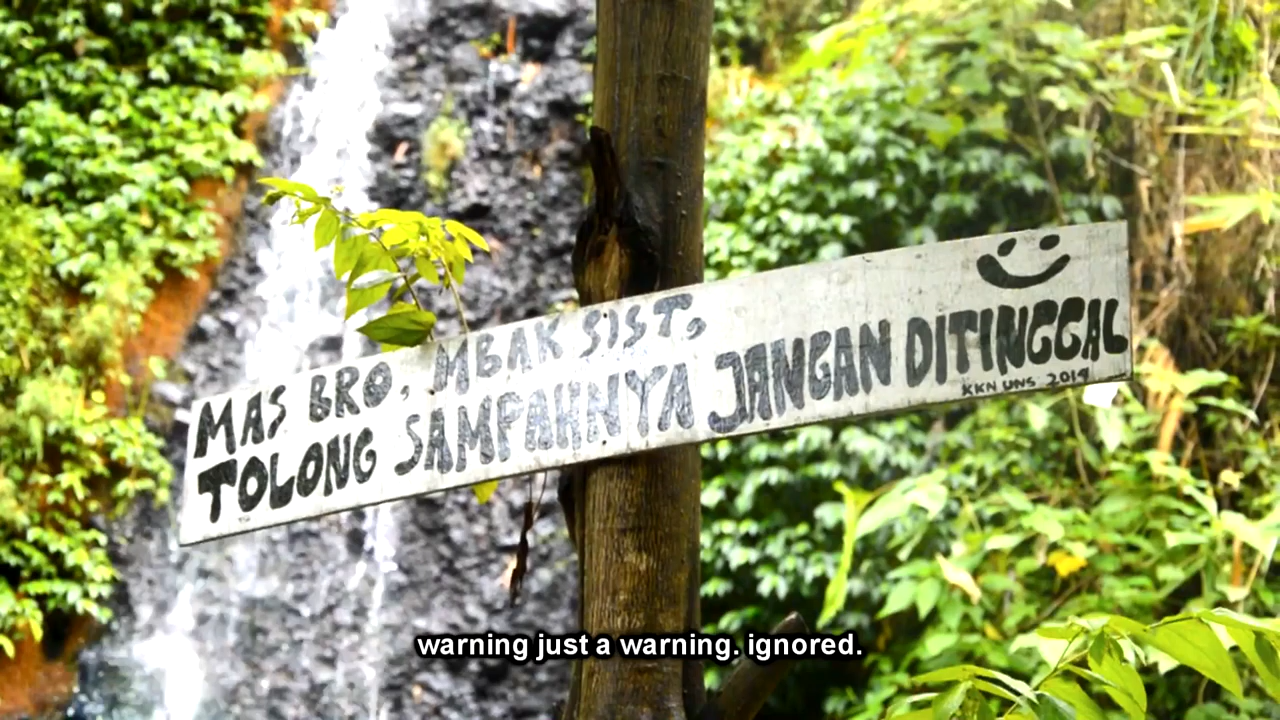 MAS BRO, MBAK SIST,
TOLONG SAMPAHNYA JANGAN DITINGGAL
KKN UNS 2014
warning just a warning. ignored.